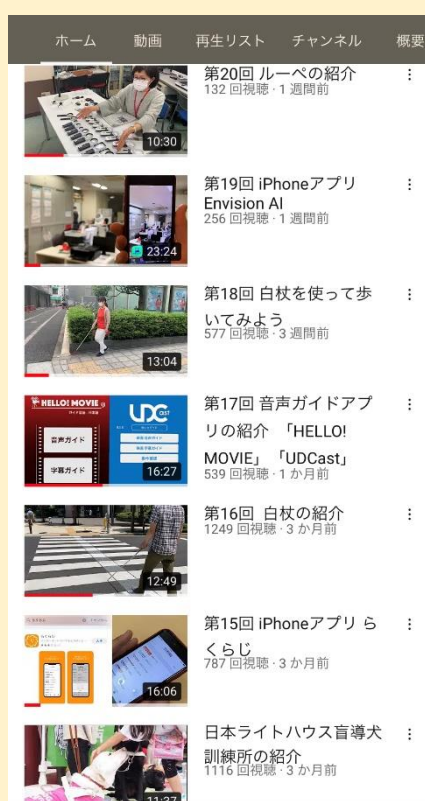 ホーム 動画 再生リスト チャンネル 概要
第20回 ルーペの紹介
132 回視聴・1 週間前
10:30
第19回 iPhoneアプリ
Envision AI
256 回視聴・1 週間前
23:24
第18回 白杖を使って歩
いてみよう
577 回視聴・3 週間前
13:04
第17回 音声ガイドアプ
リの紹介 「HELLO!
MOVIE」「UDCast」
539 回視聴・1 か月前
HELLO! MOVIE
音声ガイド
字幕ガイド
UDCast
16:27
第16回 白杖の紹介
1249 回視聴・3 か月前
12:49
第15回 iPhoneアプリ ら
くらじ
787 回視聴・3 か月前
16:06
日本ライトハウス盲導犬
訓練所の紹介
1116 回視聴・3 か月前
11:37